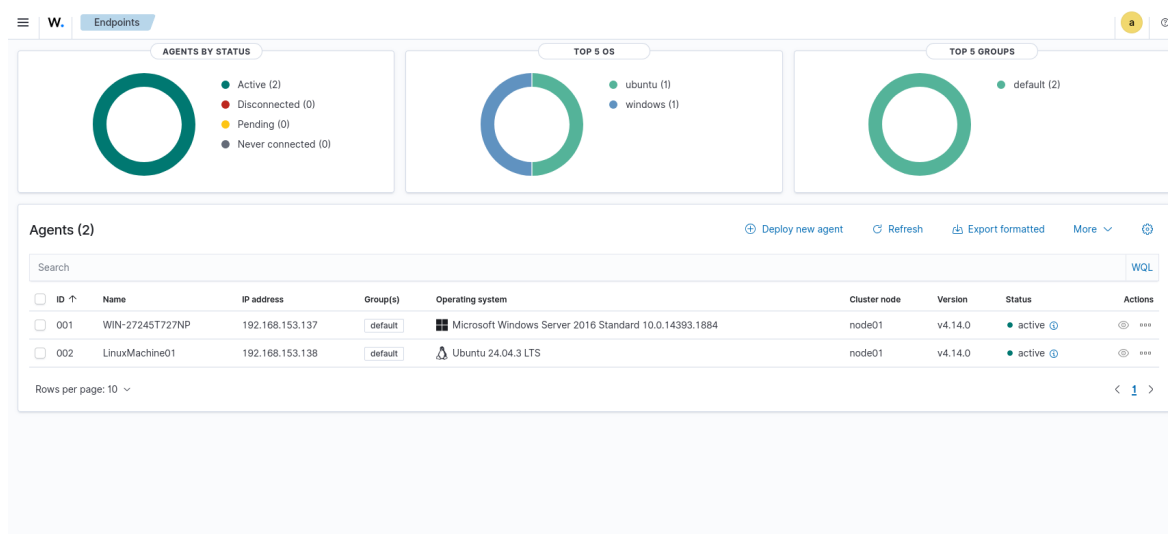 W. Endpoints a
AGENTS BY STATUS
Active (2)
Disconnected (0)
Pending (0)
Never connected (0)
TOP 5 OS
ubuntu (1)
windows (1)
TOP 5 GROUPS
default (2)
Agents (2) Deploy new agent Refresh Export formatted More
Search WQL
ID Name IP address Group(s) Operating system Cluster node Version Status Actions
001 WIN-27245T727NP 192.168.153.137 default Microsoft Windows Server 2016 Standard 10.0.14393.1884 node01 v4.14.0 active
002 LinuxMachine01 192.168.153.138 default Ubuntu 24.04.3 LTS node01 v4.14.0 active
Rows per page: 10 1